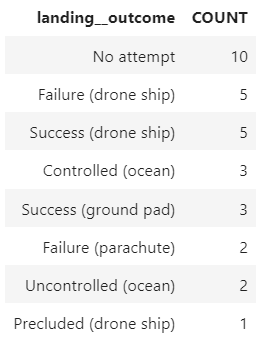 landing__outcome COUNT
No attempt 10
Failure (drone ship) 5
Success (drone ship) 5
Controlled (ocean) 3
Success (ground pad) 3
Failure (parachute) 2
Uncontrolled (ocean) 2
Precluded (drone ship) 1